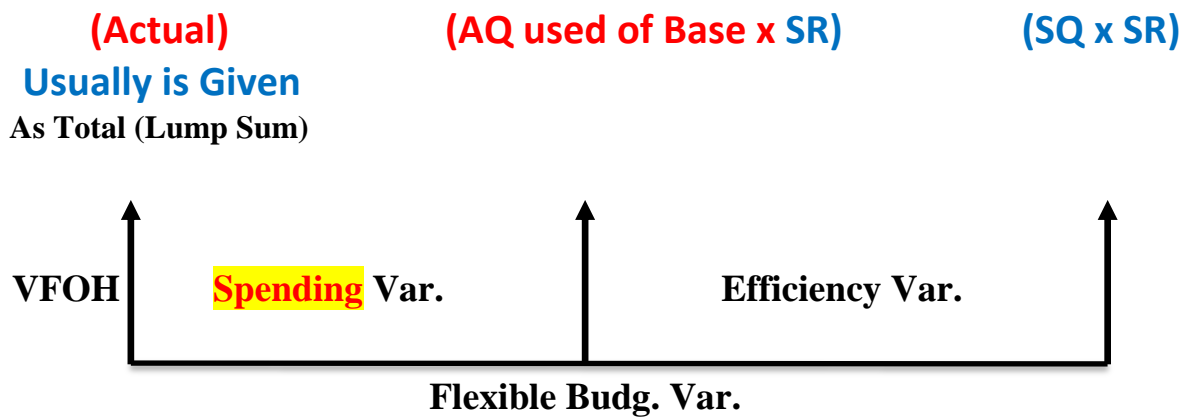 (Actual) (AQ used of Base x SR) (SQ x SR)
Usually is Given
As Total (Lump Sum)
VFOH Spending Var. Efficiency Var.
Flexible Budg. Var.